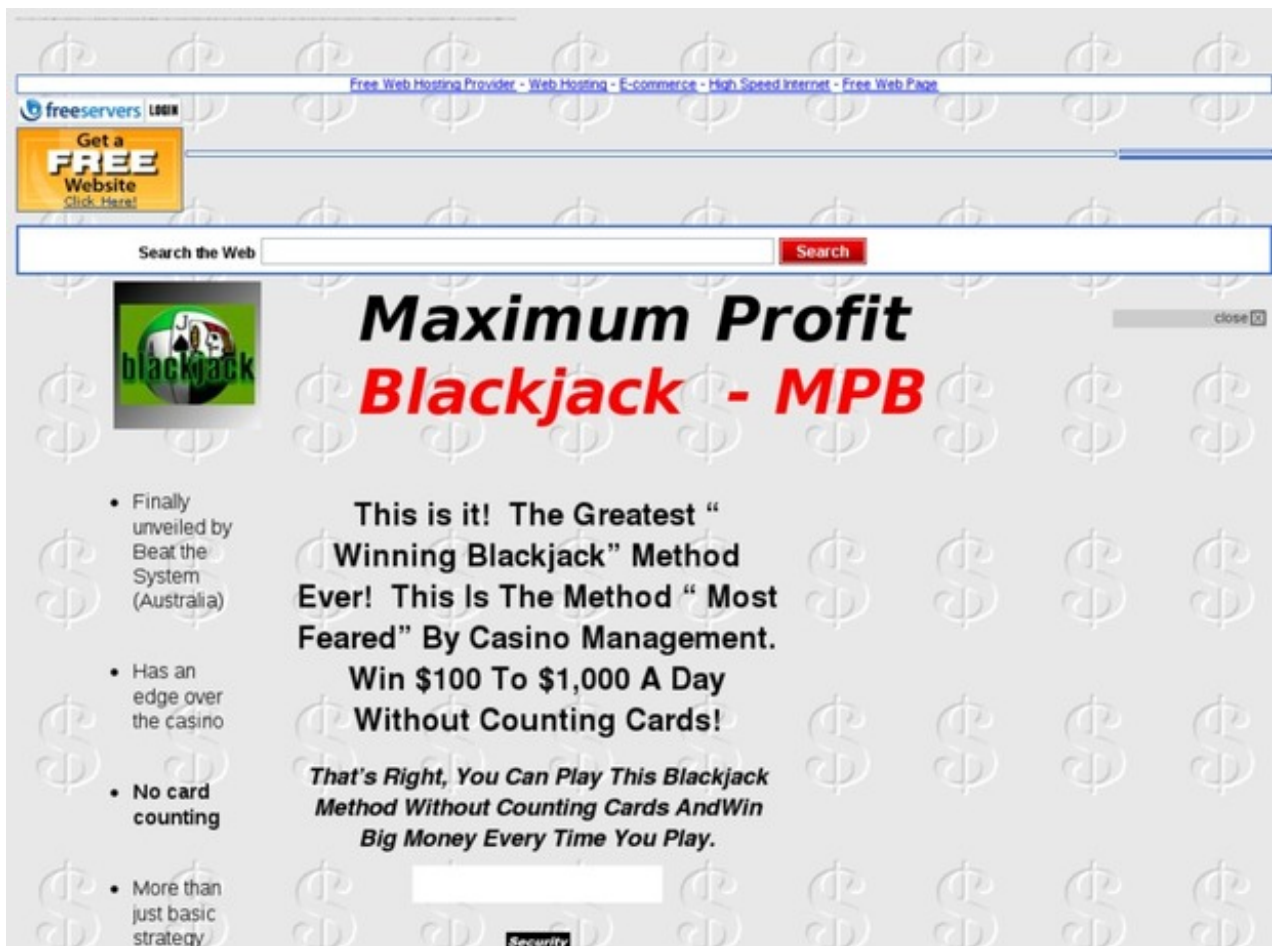 Free Web Hosting Provider - Web Hosting - E-commerce - High Speed Internet - Free Web Page
freeservers LOGIN
Get a
FREE
Website
Click Here!
Search the Web
Search
J
blackjack
Maximum Profit
Blackjack - MPB
close
• Finally
unveiled by
Beat the
System
(Australia)
• Has an
edge over
the casino
• No card
counting
• More than
just basic
strategy
This is it! The Greatest “
Winning Blackjack” Method
Ever! This Is The Method “ Most
Feared” By Casino Management.
Win $100 To $1,000 A Day
Without Counting Cards!
That's Right, You Can Play This Blackjack
Method Without Counting Cards AndWin
Big Money Every Time You Play.
Security